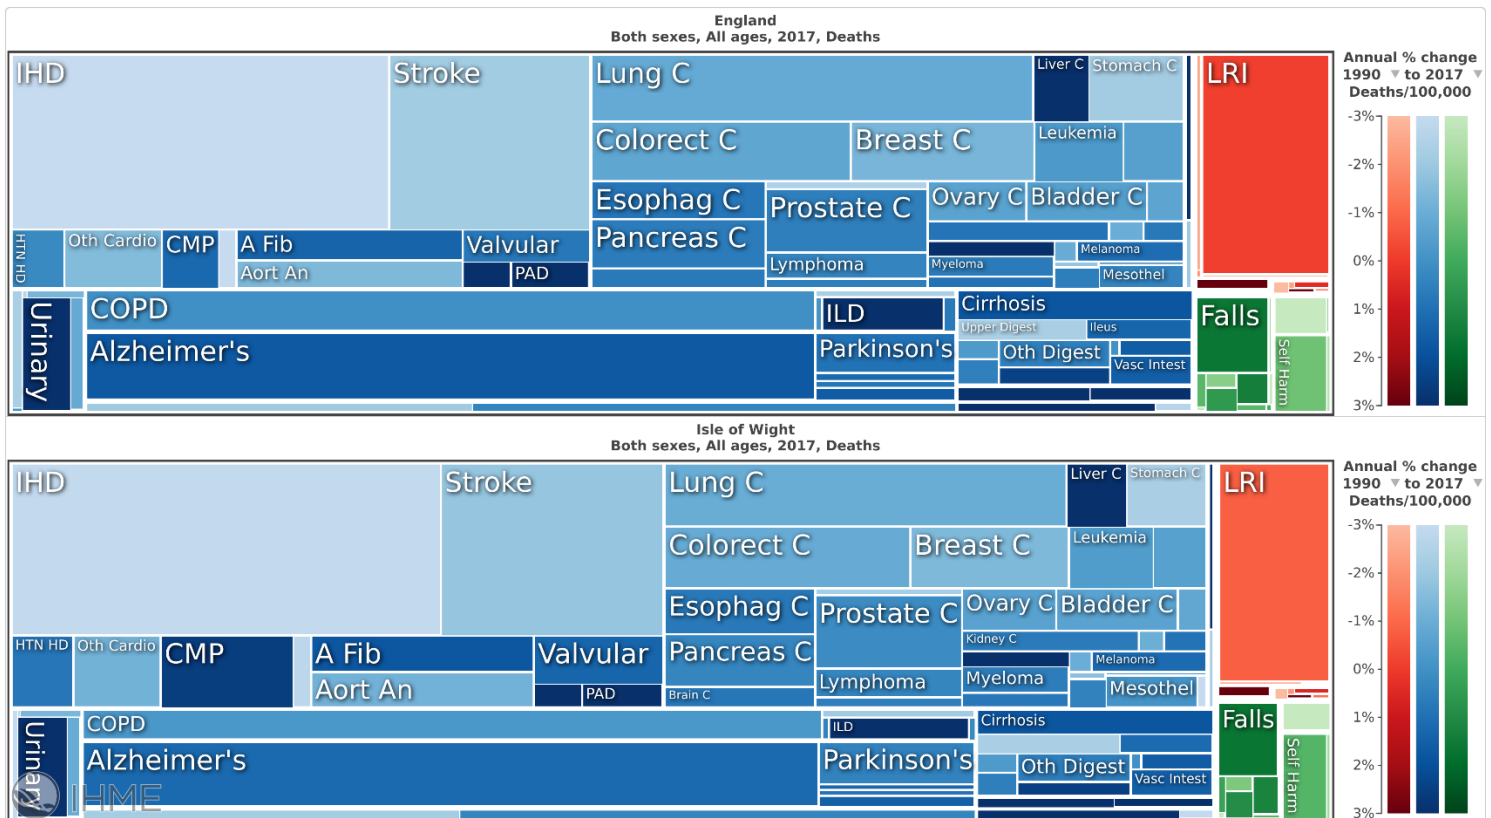 England
Both sexes, All ages, 2017, Deaths
IHD
Stroke
Lung C
Liver C
Stomach C
LRI
Colorect C
Breast C
Leukemia
Esophag C
Prostate C
Ovary C
Bladder C
Pancreas C
Lymphoma
Myeloma
Melanoma
Mesothel
HTN HD
Oth Cardio
CMP
A Fib
Aort An
Valvular
PAD
Urinary
COPD
ILD
Cirrhosis
Upper Digest
Ileus
Alzheimer's
Parkinson's
Oth Digest
Vasc Intest
Falls
Self Harm
Annual % change
1990 ▼ to 2017 ▼
Deaths/100,000
-3%
-2%
-1%
0%
1%
2%
3%
Isle of Wight
Both sexes, All ages, 2017, Deaths
IHD
Stroke
Lung C
Liver C
Stomach C
LRI
Colorect C
Breast C
Leukemia
Esophag C
Prostate C
Ovary C
Bladder C
Pancreas C
Kidney C
Melanoma
Lymphoma
Myeloma
Mesothel
Brain C
HTN HD
Oth Cardio
CMP
A Fib
Aort An
Valvular
PAD
Urinary
COPD
ILD
Cirrhosis
Alzheimer's
Parkinson's
Oth Digest
Vasc Intest
Falls
Self Harm
IHME
Annual % change
1990 ▼ to 2017 ▼
Deaths/100,000
-3%
-2%
-1%
0%
1%
2%
3%